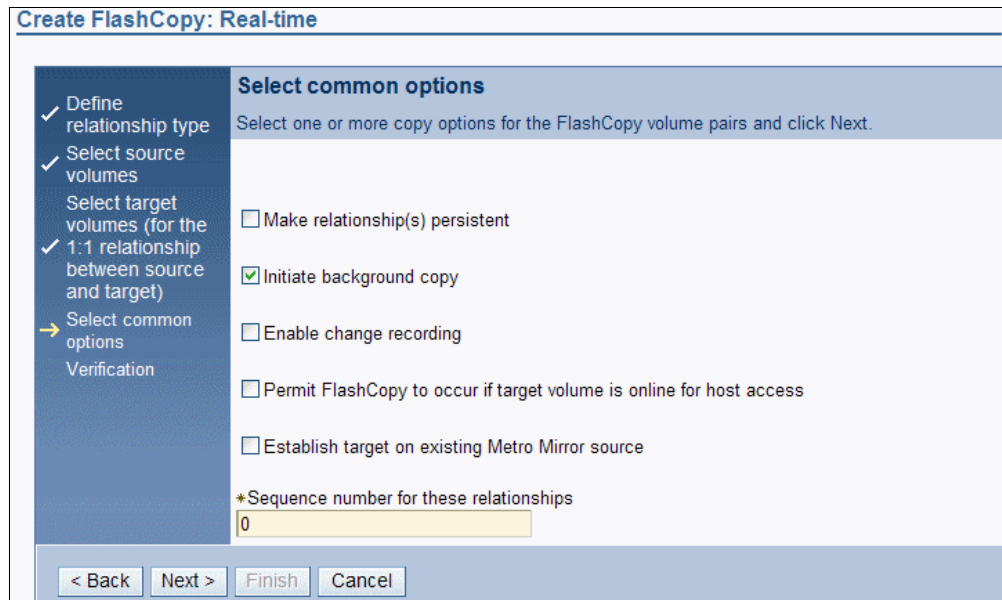 Create FlashCopy: Real-time
Define
relationship type
Select source
volumes
Select target
volumes (for the
1:1 relationship
between source
and target)
Select common
options
Verification
Select common options
Select one or more copy options for the FlashCopy volume pairs and click Next.
Make relationship(s) persistent
Initiate background copy
Enable change recording
Permit FlashCopy to occur if target volume is online for host access
Establish target on existing Metro Mirror source
*Sequence number for these relationships
0
< Back Next > Finish Cancel